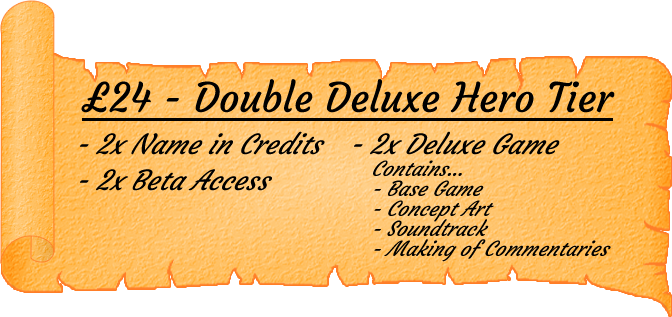 £24 - Double Deluxe Hero Tier
- 2x Name in Credits
- 2x Beta Access
- 2x Deluxe Game
Contains...
- Base Game
- Concept Art
- Soundtrack
- Making of Commentaries